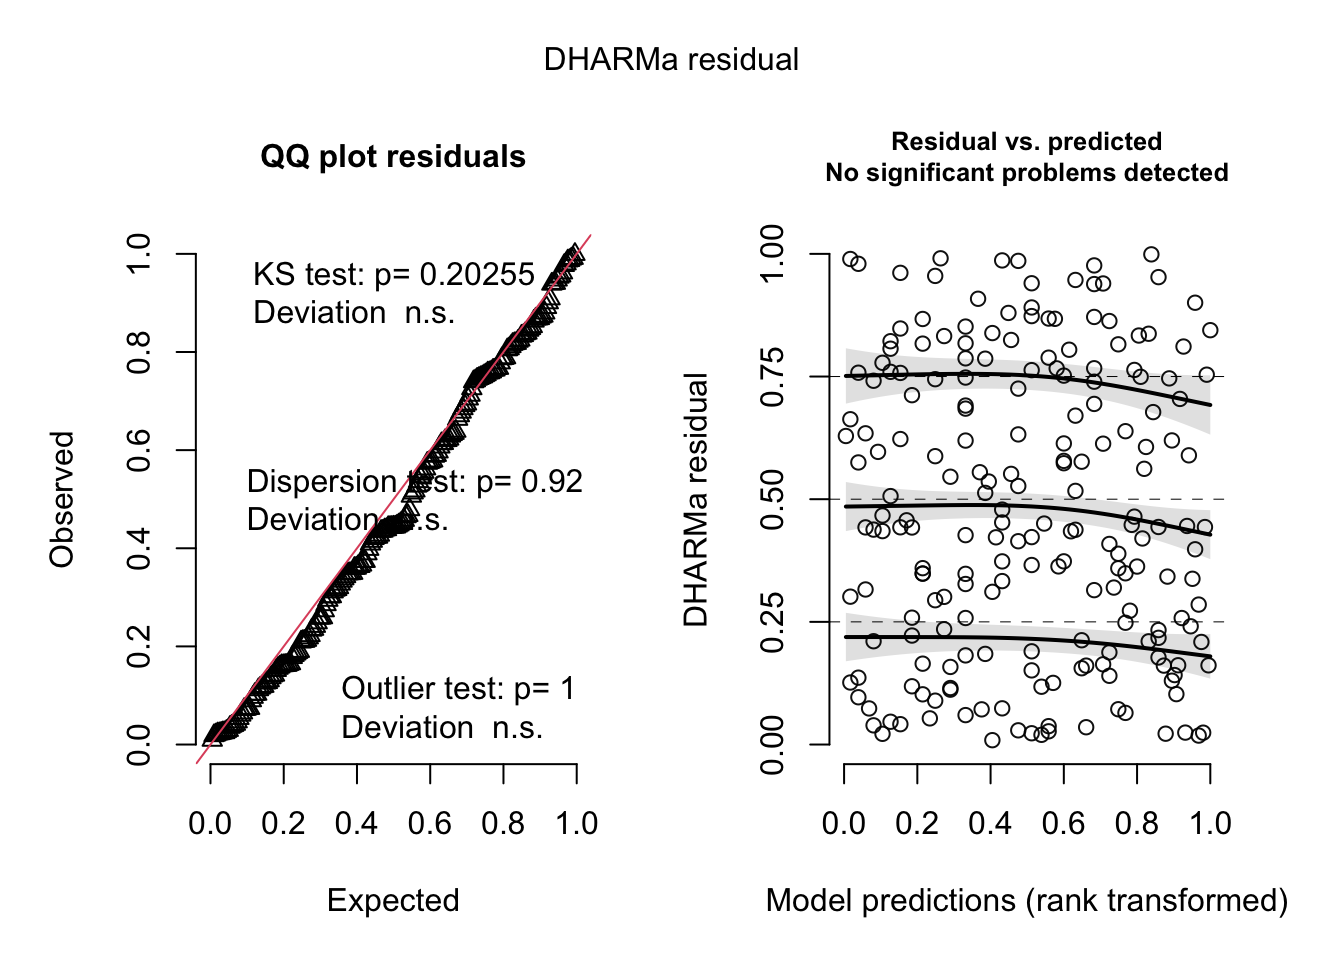 DHARMa residual
QQ plot residuals
KS test: p= 0.20255
Deviation  n.s.
Dispersion test: p= 0.92
Deviation  n.s.
Outlier test: p= 1
Deviation  n.s.
Observed
0.0 0.2 0.4 0.6 0.8 1.0
0.0 0.2 0.4 0.6 0.8 1.0
Expected
Residual vs. predicted
No significant problems detected
DHARMa residual
0.00 0.25 0.50 0.75 1.00
0.0 0.2 0.4 0.6 0.8 1.0
Model predictions (rank transformed)